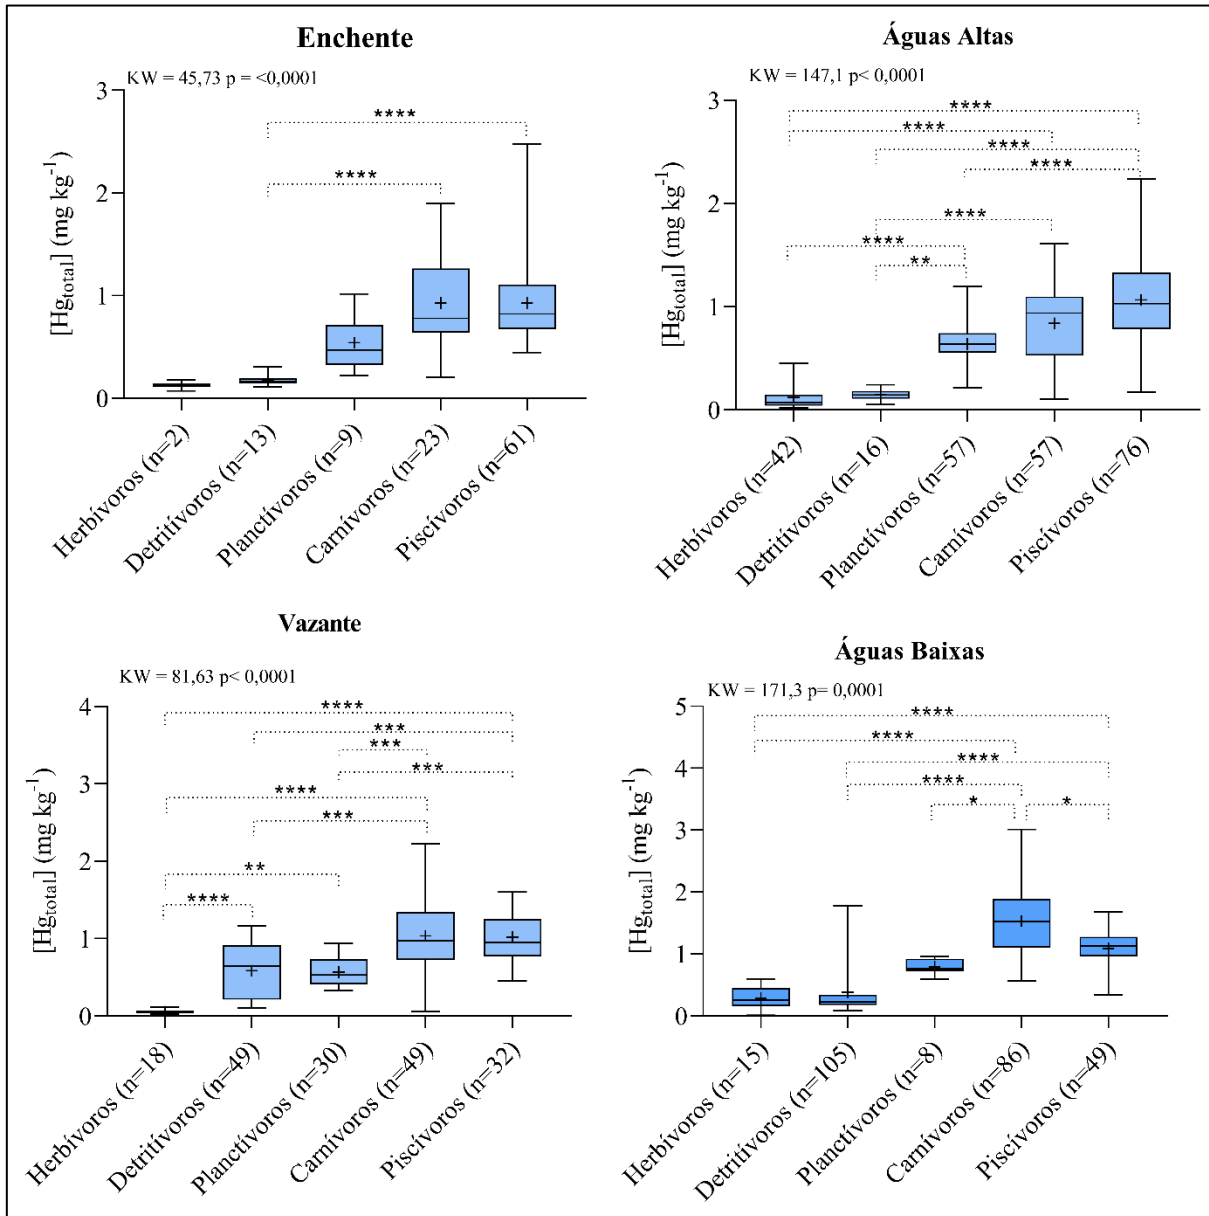 Enchente
KW = 45,73 p = <0,0001
[Hgtotal] (mg kg-1)
3
2
1
0
****
****
Herbívoros (n=2)
Detritívoros (n=13)
Planctívoros (n=9)
Carnívoros (n=23)
Piscívoros (n=61)
Águas Altas
KW = 147,1 p< 0,0001
[Hgtotal] (mg kg-1)
3
2
1
0
****
****
****
****
****
****
**
Herbívoros (n=42)
Detritívoros (n=16)
Planctívoros (n=57)
Carnívoros (n=57)
Piscívoros (n=76)
Vazante
KW = 81,63 p< 0,0001
[Hgtotal] (mg kg-1)
4
3
2
1
0
****
***
***
***
****
***
**
****
Herbívoros (n=18)
Detritívoros (n=49)
Planctívoros (n=30)
Carnívoros (n=49)
Piscívoros (n=32)
Águas Baixas
KW = 171,3 p= 0,0001
[Hgtotal] (mg kg-1)
5
4
3
2
1
0
****
****
****
****
*
*
Herbívoros (n=15)
Detritívoros (n=105)
Planctívoros (n=8)
Carnívoros (n=86)
Piscívoros (n=49)